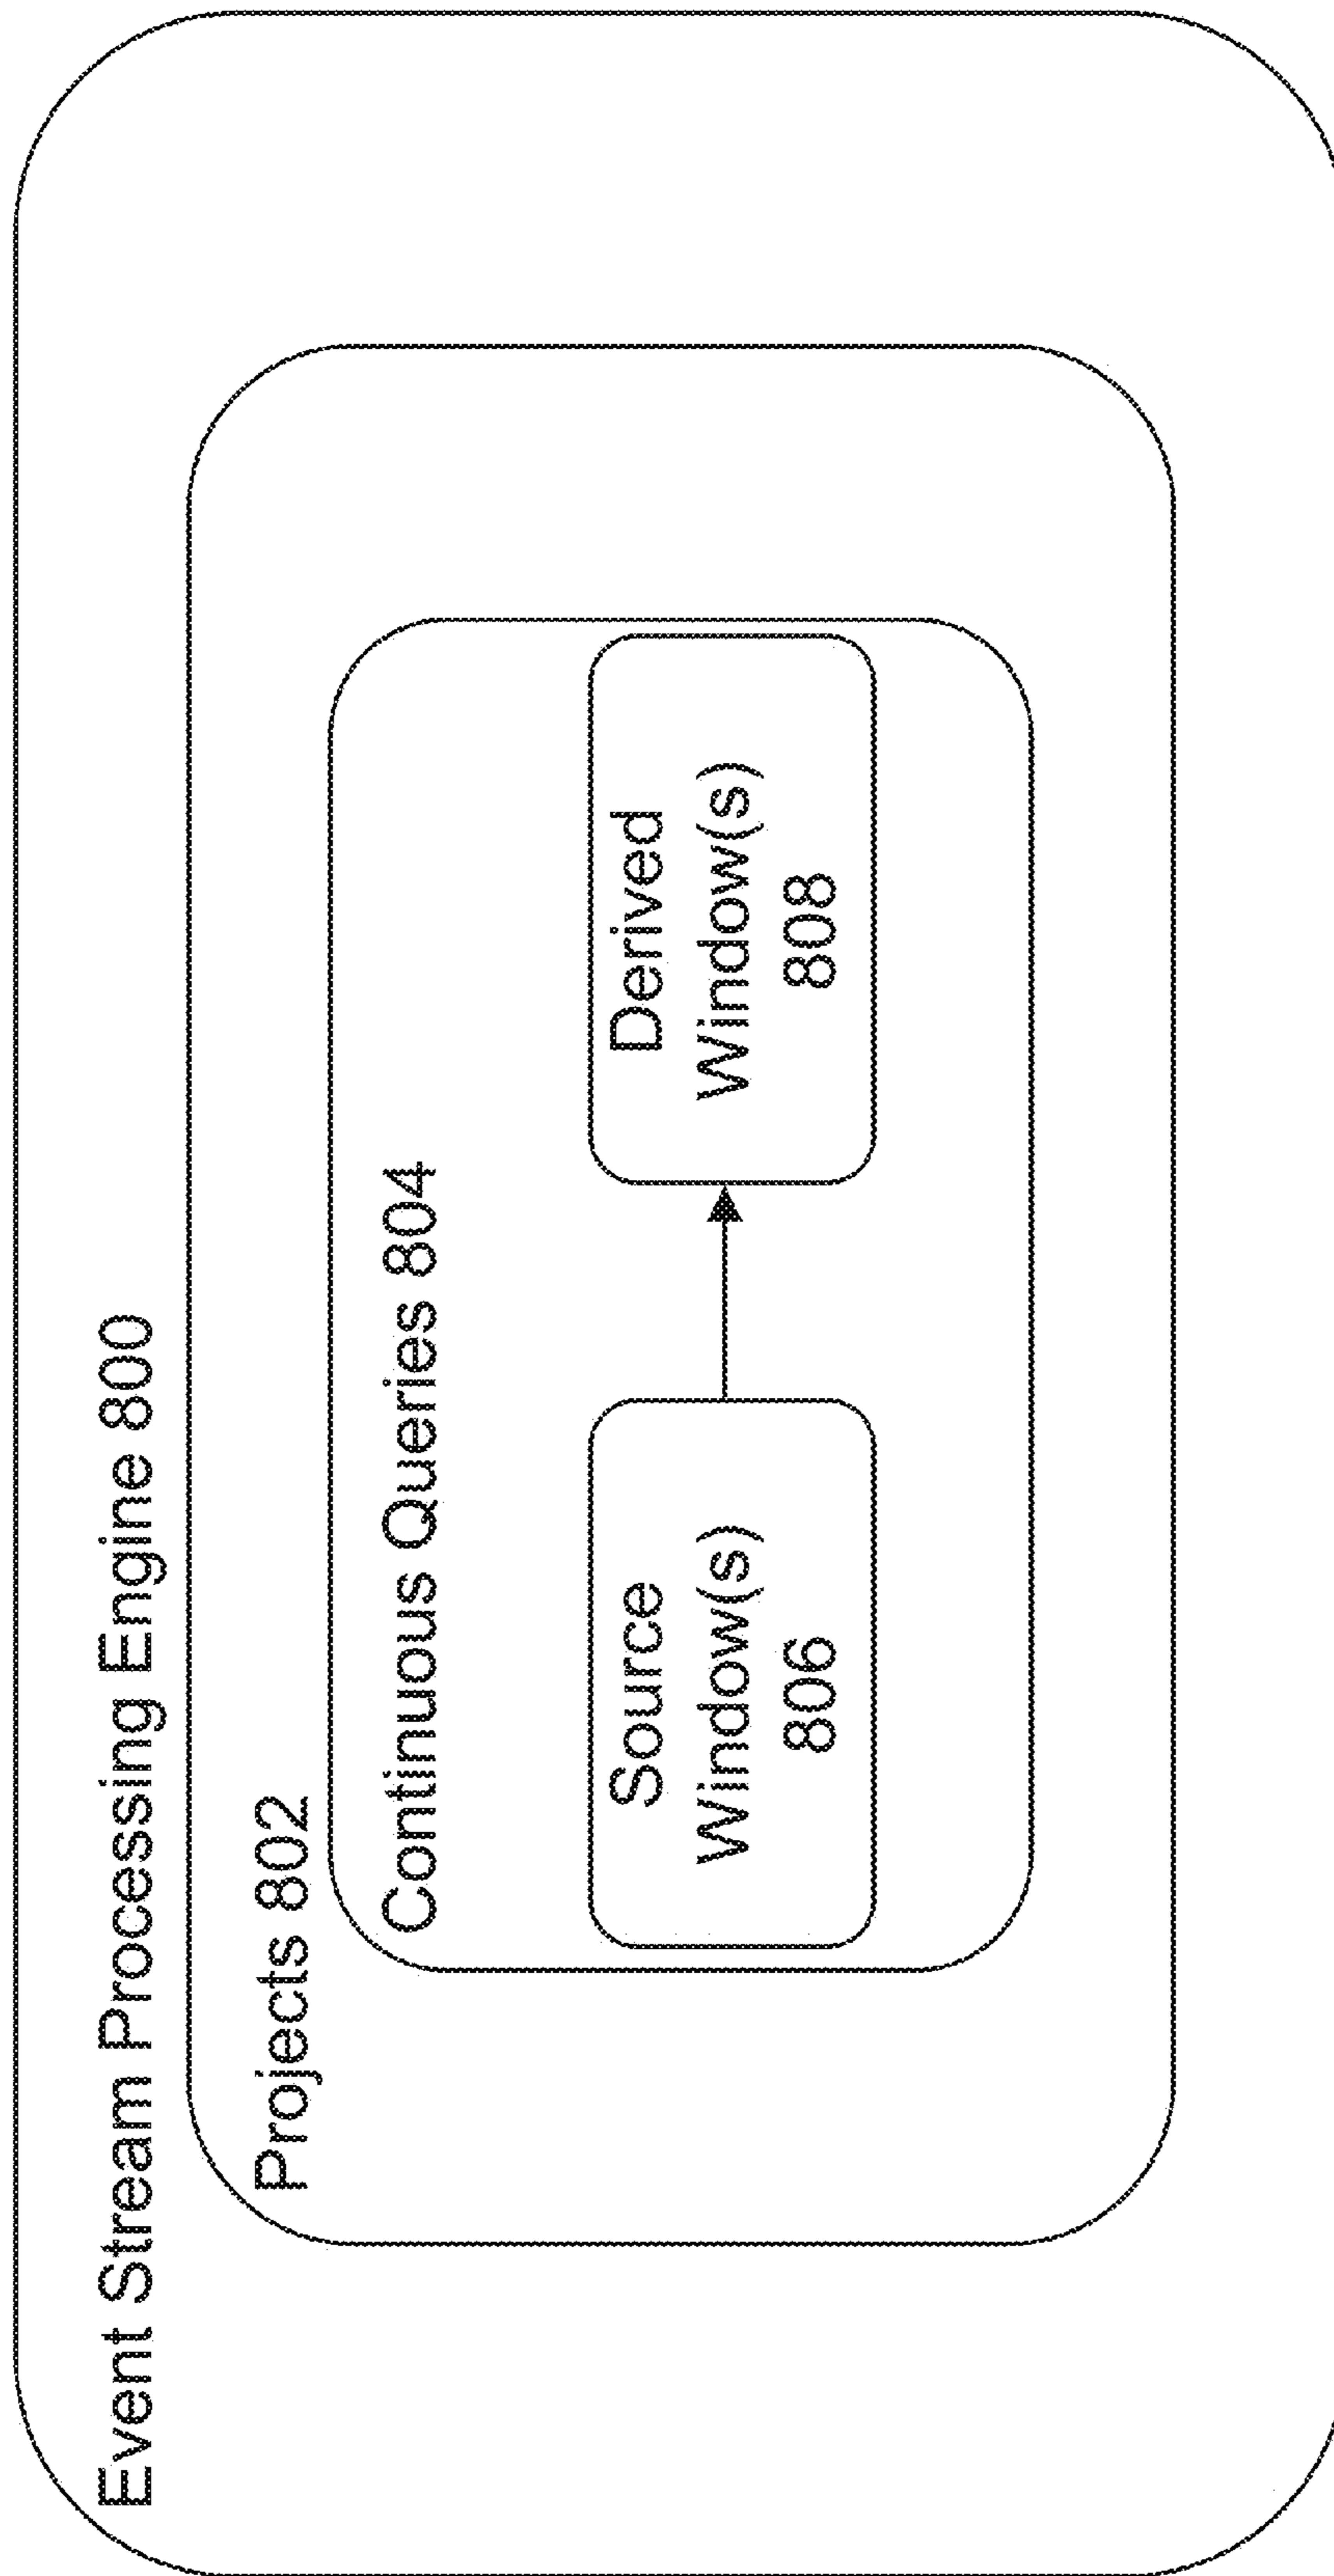 Event Stream Processing Engine 800
Projects 802
Continuous Queries 804
Source
Window(s)
806
Derived
Window(s)
808